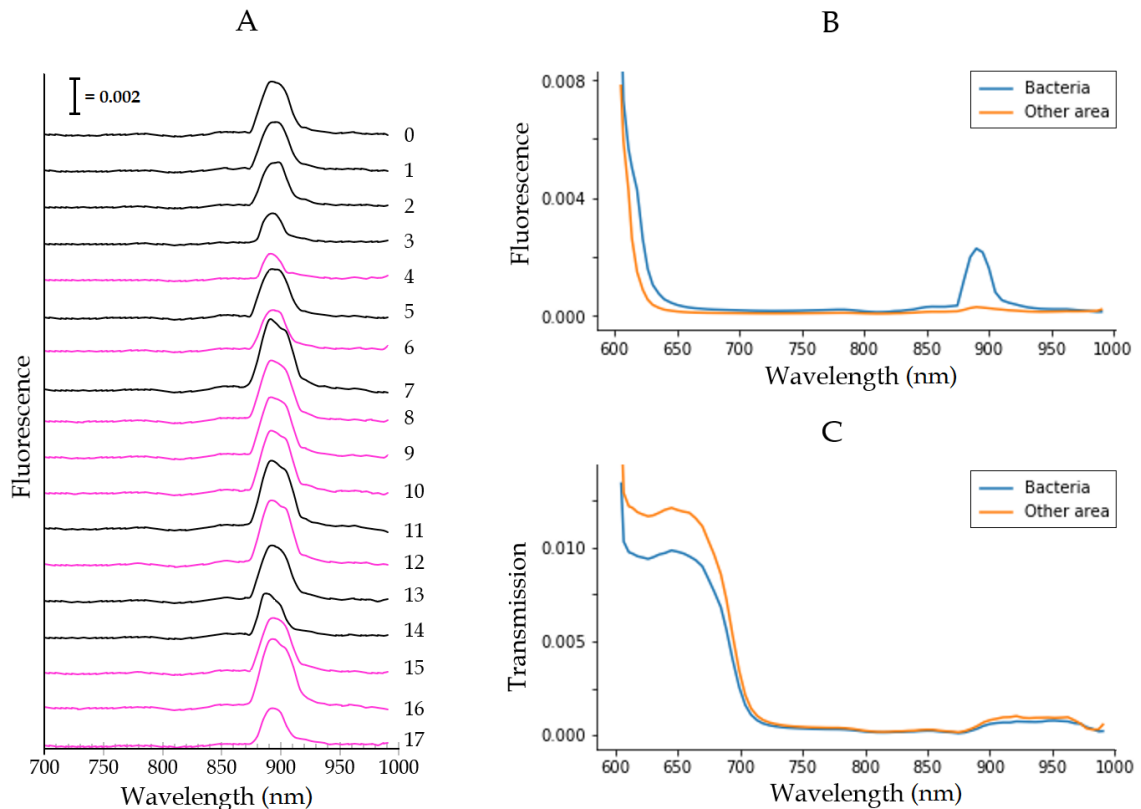 A
= 0.002
0
1
2
3
4
5
6
7
8
9
10
11
12
13
14
15
16
17
Fluorescence
700 750 800 850 900 950 1000
Wavelength (nm)
B
Bacteria
Other area
0.008
0.004
0.000
Fluorescence
600 650 700 750 800 850 900 950 1000
Wavelength (nm)
C
Bacteria
Other area
0.010
0.005
0.000
Transmission
600 650 700 750 800 850 900 950 1000
Wavelength (nm)